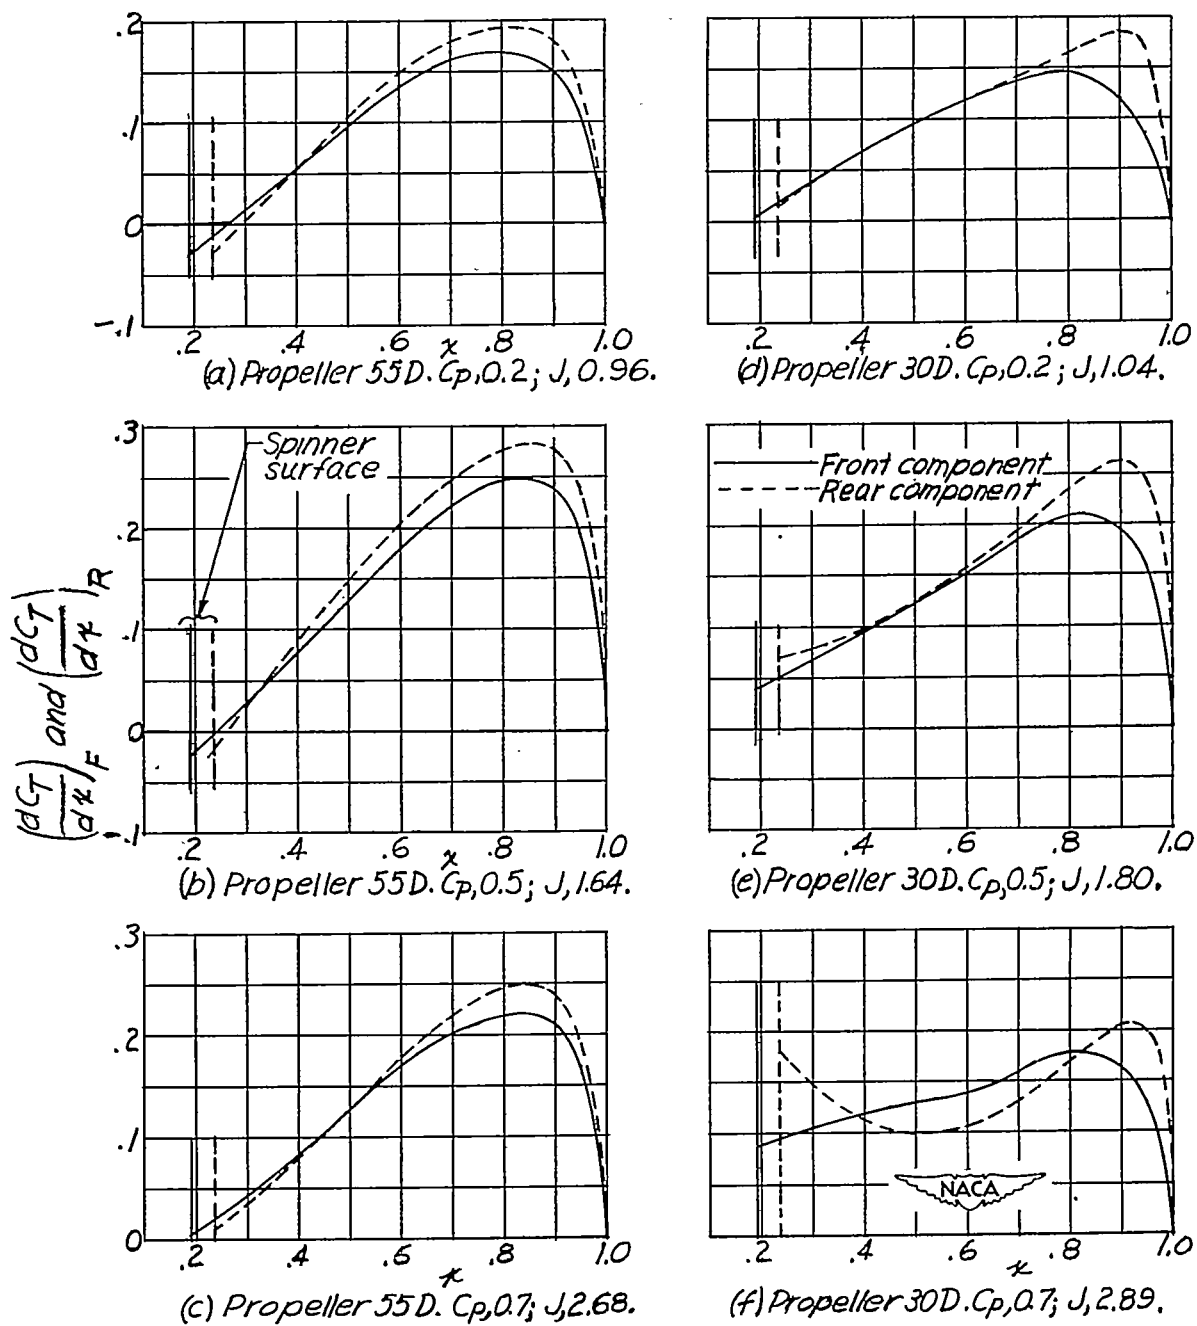 .2
.1
0
-.1
.2 .4 .6 x .8 1.0
(a) Propeller 55D. Cp,0.2; J,0.96.
.2 .4 .6 .8 1.0
(d) Propeller 30D. Cp,0.2; J,1.04.
.3
.2
.1
0
-.1
Spinner
surface
(dCT/dx)F and (dCT/dx)R
.2 .4 x .6 .8 1.0
(b) Propeller 55D. Cp,0.5; J,1.64.
Front component
Rear component
.2 .4 .6 .8 1.0
(e) Propeller 30D. Cp,0.5; J,1.80.
.3
.2
.1
0
.2 .4 .6 .8 1.0
x
(c) Propeller 55D. Cp,0.7; J,2.68.
NACA
.2 .4 .6 .8 1.0
x
(f) Propeller 30D. Cp,0.7; J,2.89.